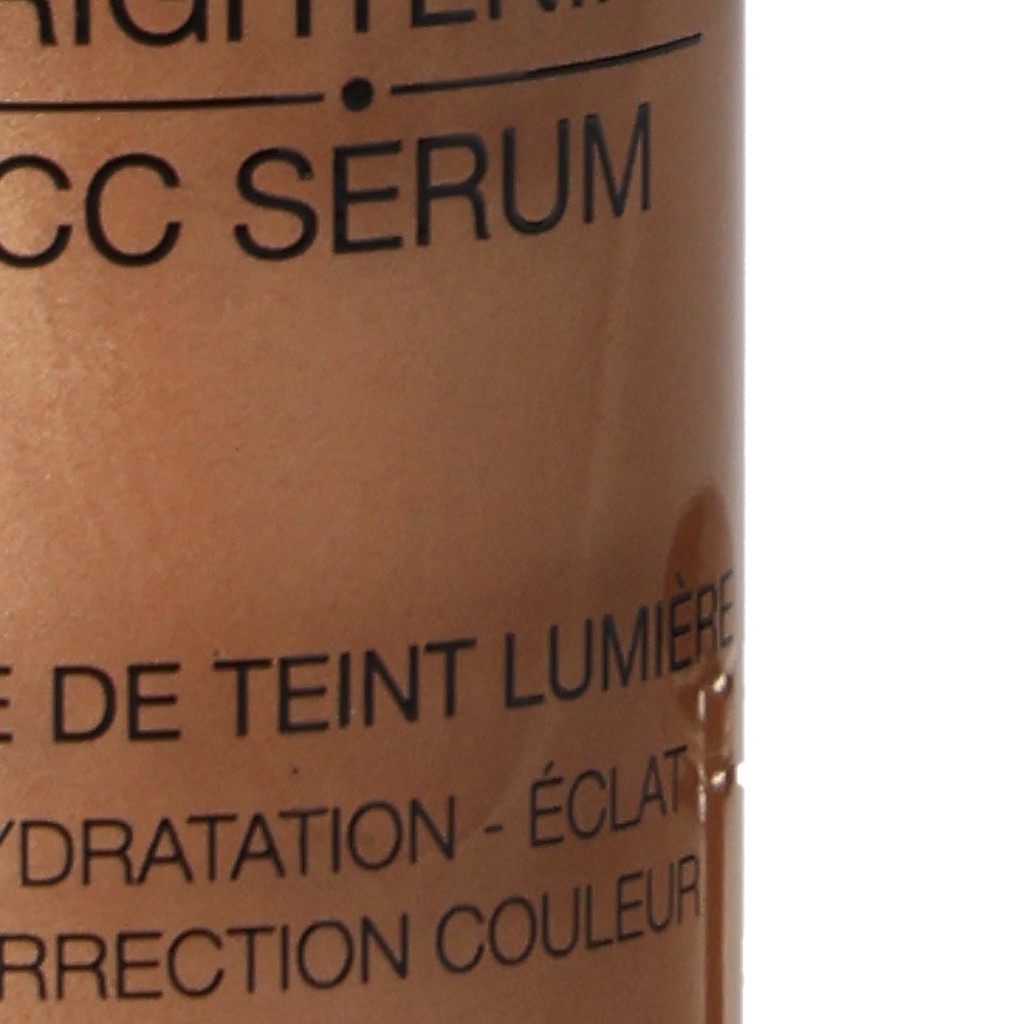 CC SERUM
E DE TEINT LUMIÈRE
YDRATATION - ÉCLAT
RRECTION COULEUR